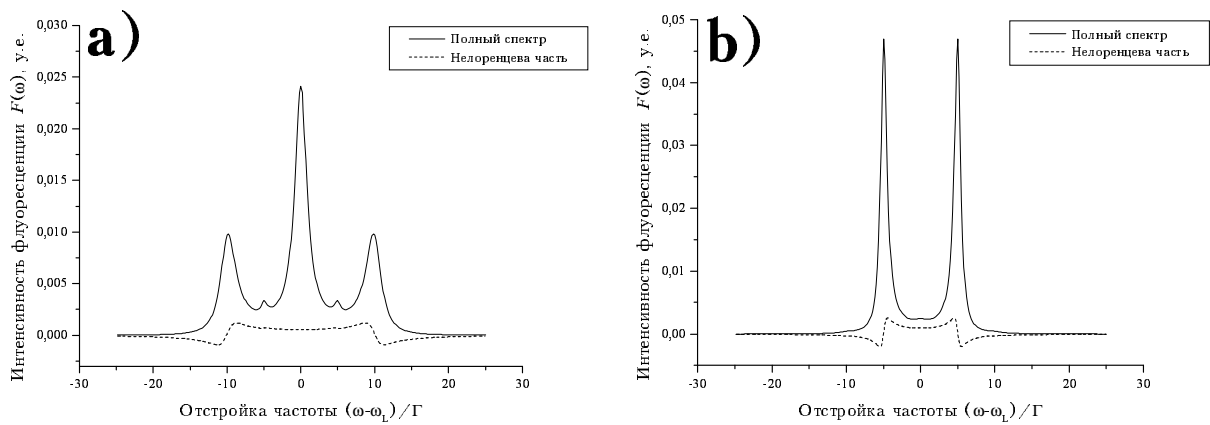 a)
Интенсивность флуоресценции F(ω), у.е.
0,030
0,025
0,020
0,015
0,010
0,005
0,000
Полный спектр
Нелоренцева часть
-30 -20 -10 0 10 20 30
Отстройка частоты (ω-ωL)/Γ
b)
Интенсивность флуоресценции F(ω), у.е.
0,05
0,04
0,03
0,02
0,01
0,00
Полный спектр
Нелоренцева часть
-30 -20 -10 0 10 20 30
Отстройка частоты (ω-ωL)/Γ